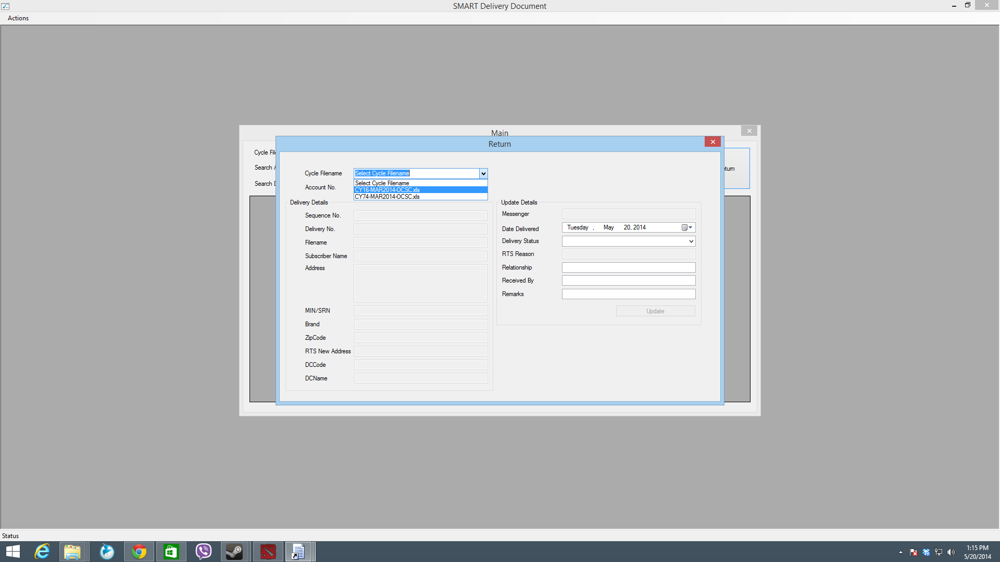 SMART Delivery Document
Actions
Main
Return
Cycle Fil
Search A
Search D
eturn
Cycle Filename
Select Cycle Filename
Select Cycle Filename
CY16-MAR2014-OCSC.xls
CY74-MAR2014-OCSC.xls
Account No.
Delivery Details
Sequence No.
Delivery No.
Filename
Subscriber Name
Address
MIN/SRN
Brand
ZipCode
RTS New Address
DCCode
DCName
Update Details
Messenger
Date Delivered Tuesday , May 20, 2014
Delivery Status
RTS Reason
Relationship
Received By
Remarks
Update
Status
1:15 PM
5/20/2014